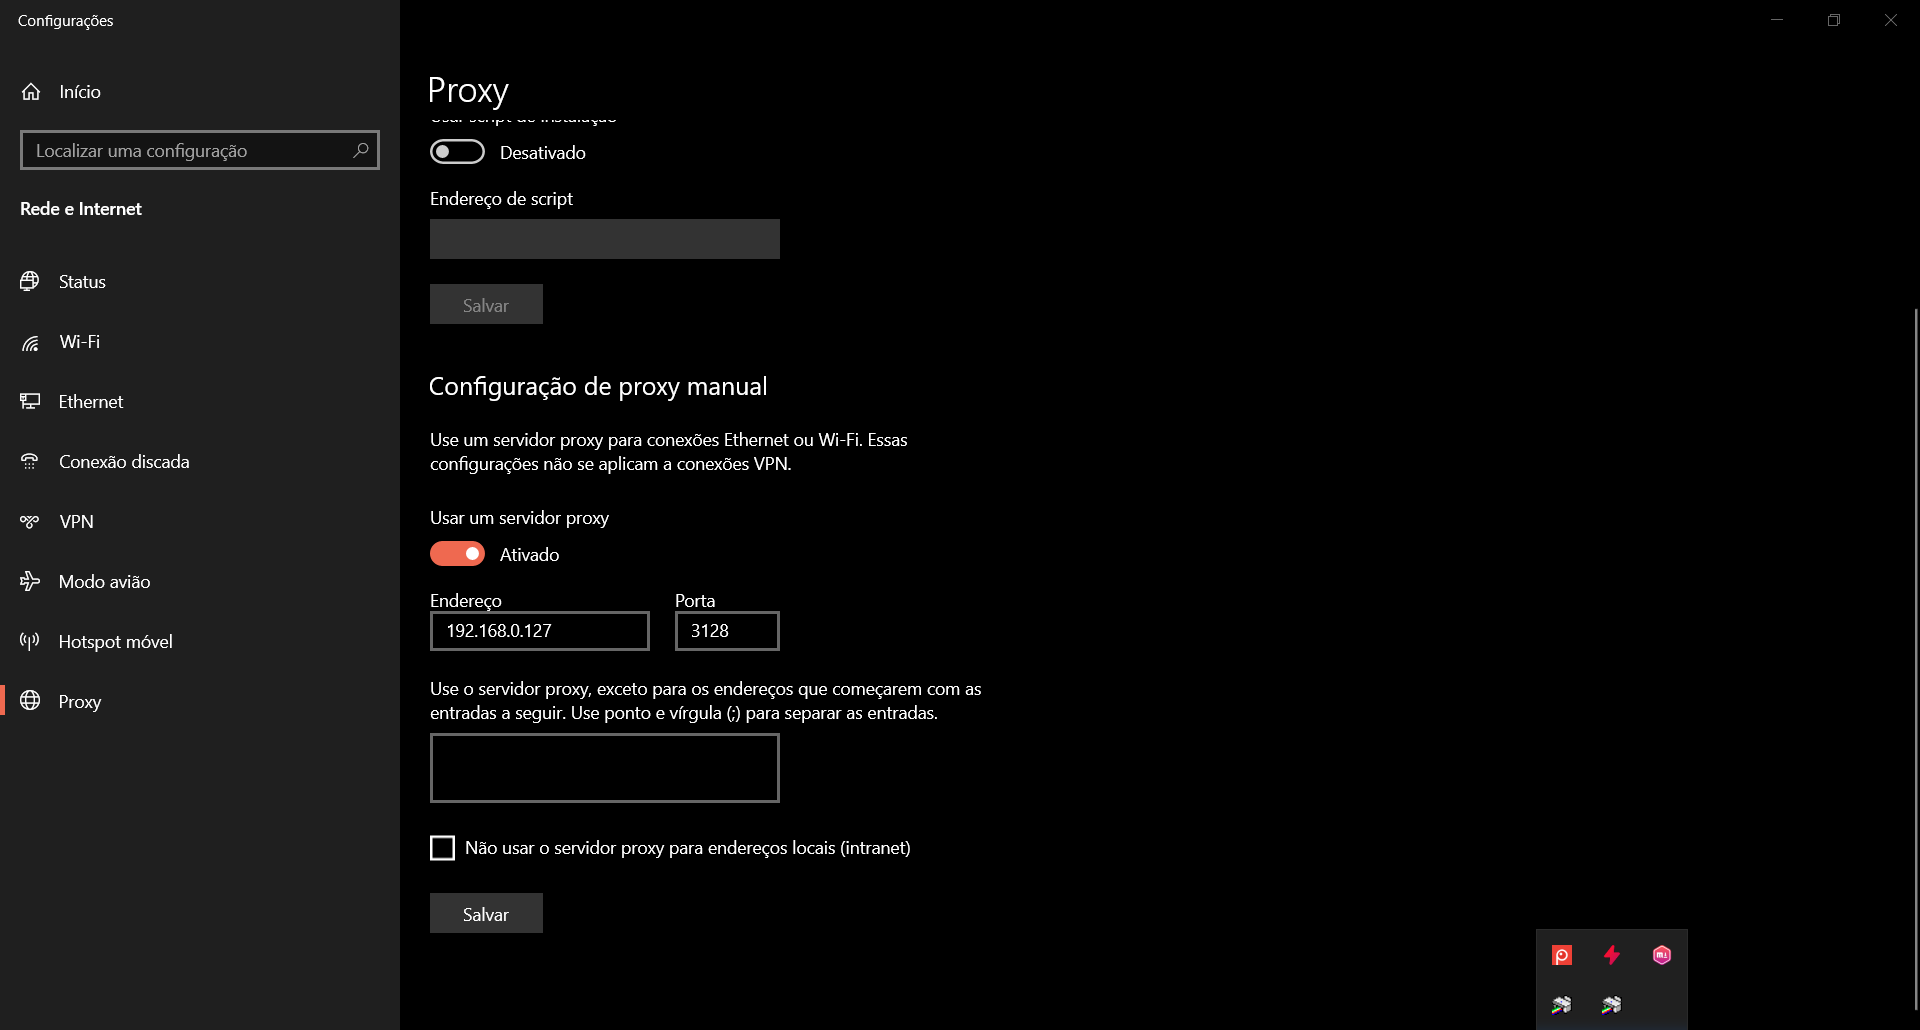 Configurações
Início
Localizar uma configuração
Rede e Internet
Status
Wi-Fi
Ethernet
Conexão discada
VPN
Modo avião
Hotspot móvel
Proxy
Proxy
Usar script de instalação
Desativado
Endereço de script
Salvar
Configuração de proxy manual
Use um servidor proxy para conexões Ethernet ou Wi-Fi. Essas
configurações não se aplicam a conexões VPN.
Usar um servidor proxy
Ativado
Endereço
Porta
192.168.0.127
3128
Use o servidor proxy, exceto para os endereços que começarem com as
entradas a seguir. Use ponto e vírgula (;) para separar as entradas.
Não usar o servidor proxy para endereços locais (intranet)
Salvar